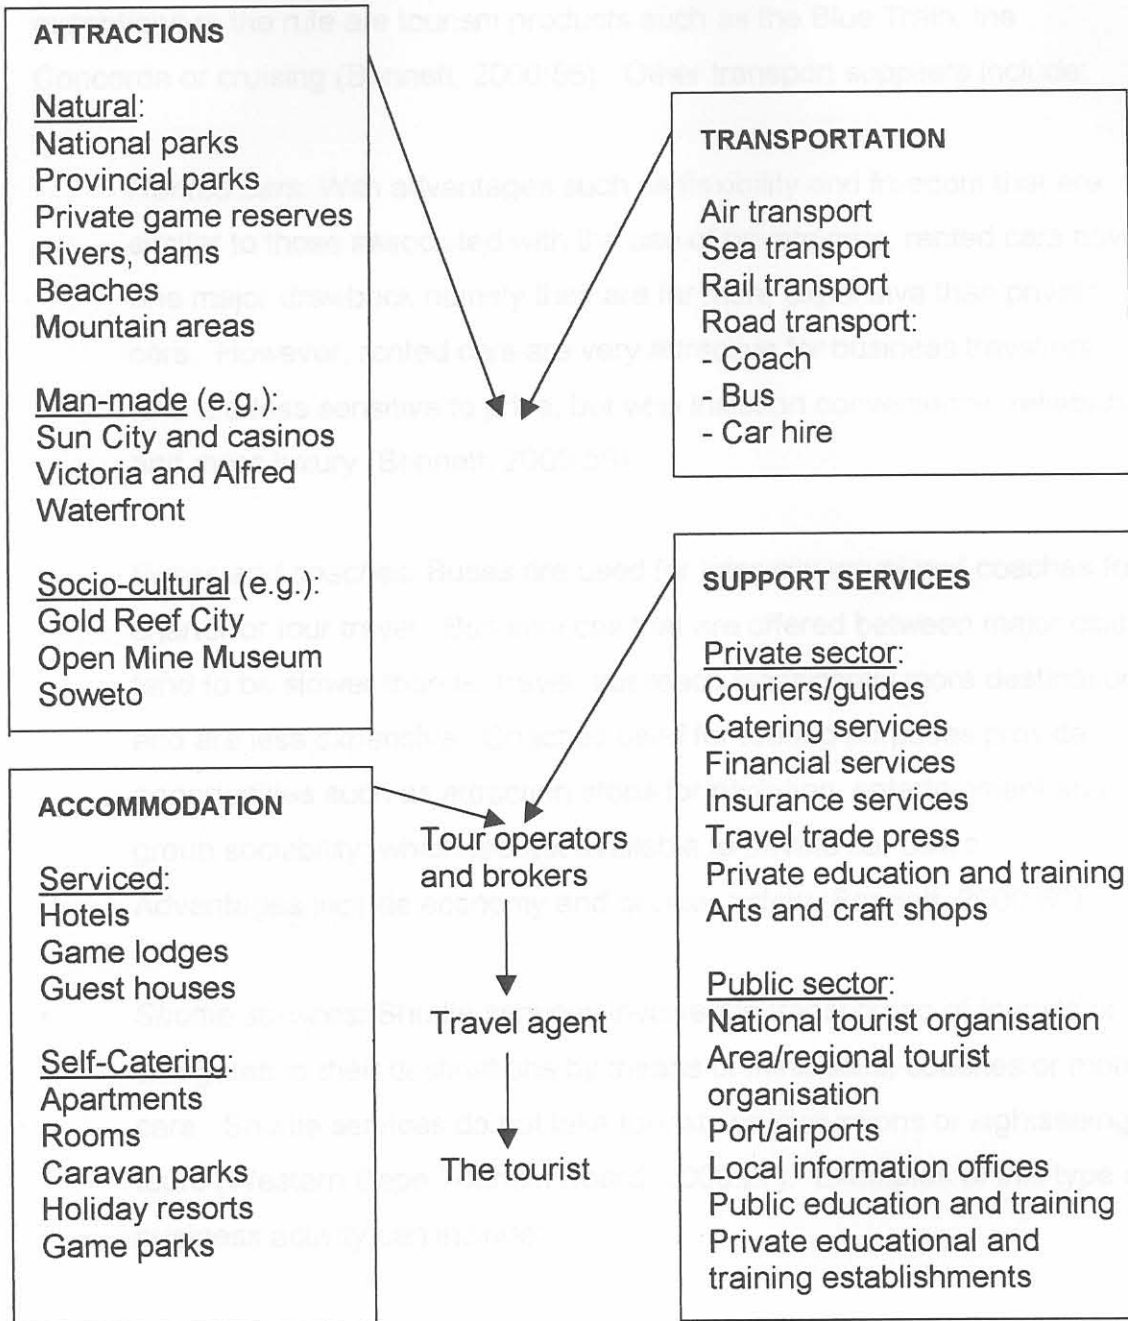 ATTRACTIONS
Natural:
National parks
Provincial parks
Private game reserves
Rivers, dams
Beaches
Mountain areas
Man-made (e.g.):
Sun City and casinos
Victoria and Alfred
Waterfront
Socio-cultural (e.g.):
Gold Reef City
Open Mine Museum
Soweto
TRANSPORTATION
Air transport
Sea transport
Rail transport
Road transport:
- Coach
- Bus
- Car hire
ACCOMMODATION
Serviced:
Hotels
Game lodges
Guest houses
Self-Catering:
Apartments
Rooms
Caravan parks
Holiday resorts
Game parks
Tour operators
and brokers
Travel agent
The tourist
SUPPORT SERVICES
Private sector:
Couriers/guides
Catering services
Financial services
Insurance services
Travel trade press
Private education and training
Arts and craft shops
Public sector:
National tourist organisation
Area/regional tourist
organisation
Port/airports
Local information offices
Public education and training
Private educational and
training establishments